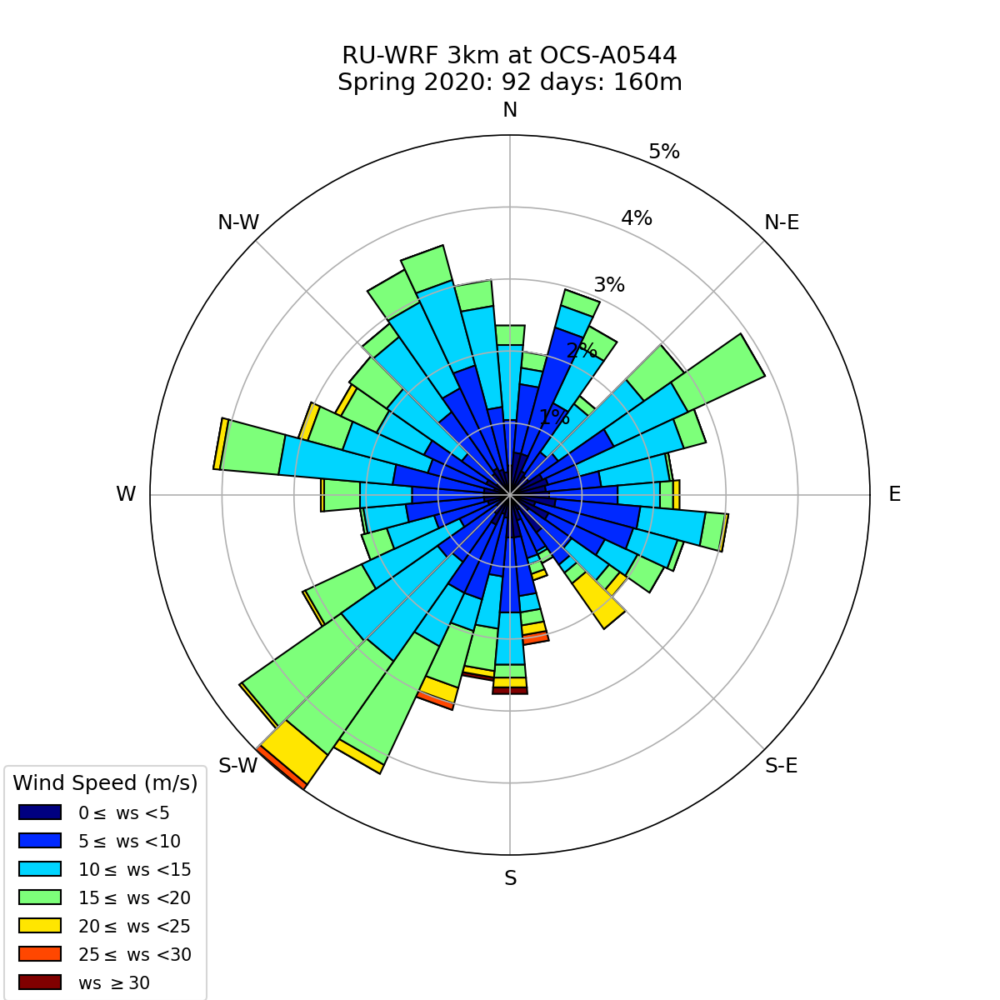 RU-WRF 3km at OCS-A0544
Spring 2020: 92 days: 160m
N
5%
N-W
4%
N-E
3%
2%
1%
W
E
S-W
S-E
S
Wind Speed (m/s)
0≤ ws <5
5≤ ws <10
10≤ ws <15
15≤ ws <20
20≤ ws <25
25≤ ws <30
ws ≥30